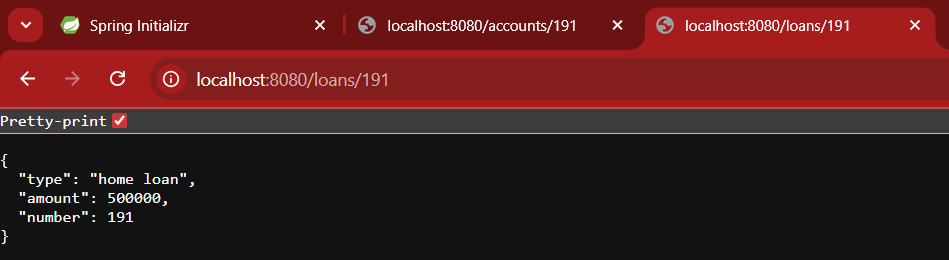 Spring Initializr
localhost:8080/accounts/191
localhost:8080/loans/191
localhost:8080/loans/191
Pretty-print
{
"type": "home loan",
"amount": 500000,
"number": 191
}